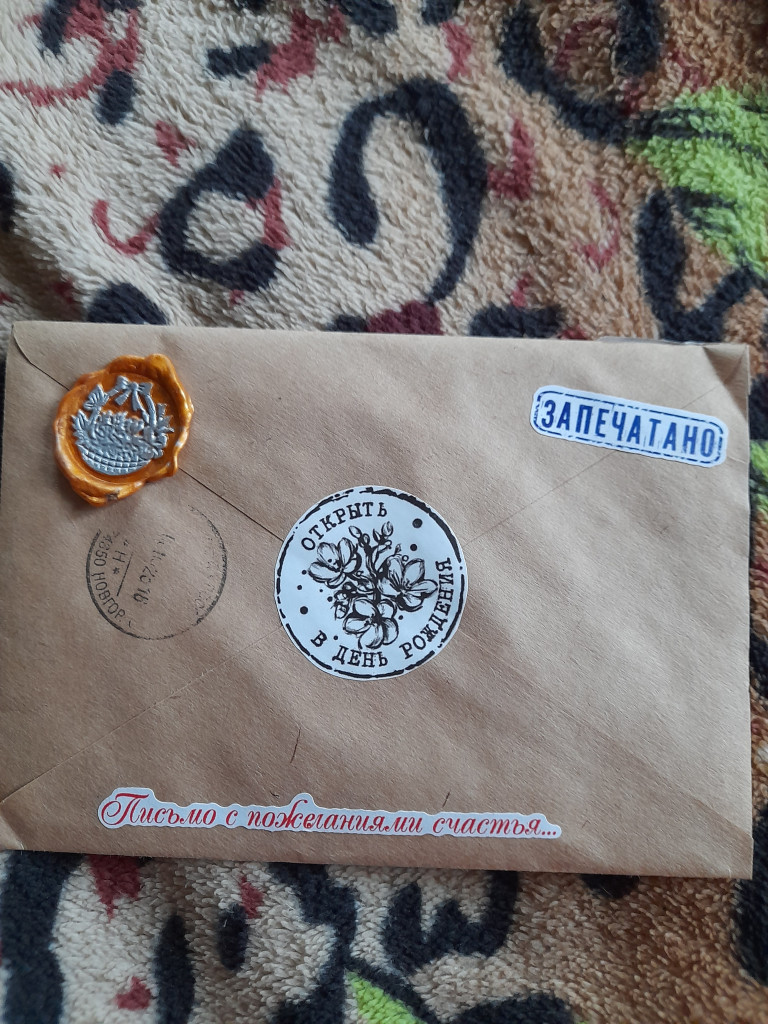 ЗАПЕЧАТАНО
ОТКРЫТЬ
В ДЕНЬ РОЖДЕНИЯ
Письмо с пожеланиями счастья...